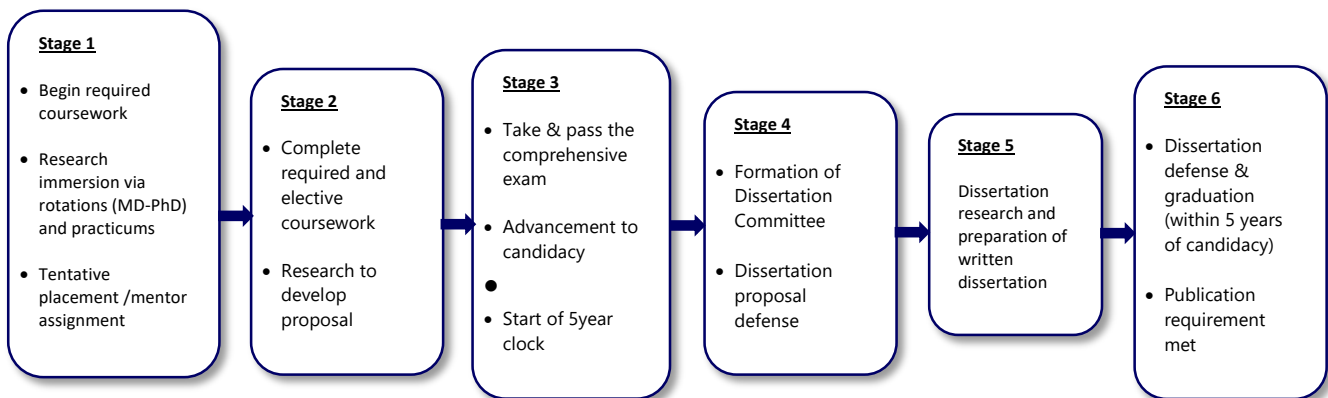 Stage 1
• Begin required
coursework
• Research
immersion via
rotations (MD-PhD)
and practicums
• Tentative
placement /mentor
assignment
Stage 2
• Complete
required and
elective
coursework
• Research to
develop
proposal
Stage 3
• Take & pass the
comprehensive
exam
• Advancement to
candidacy
•
• Start of 5year
clock
Stage 4
• Formation of
Dissertation
Committee
• Dissertation
proposal
defense
Stage 5
Dissertation
research and
preparation of
written
dissertation
Stage 6
• Dissertation
defense &
graduation
(within 5 years
of candidacy)
• Publication
requirement
met